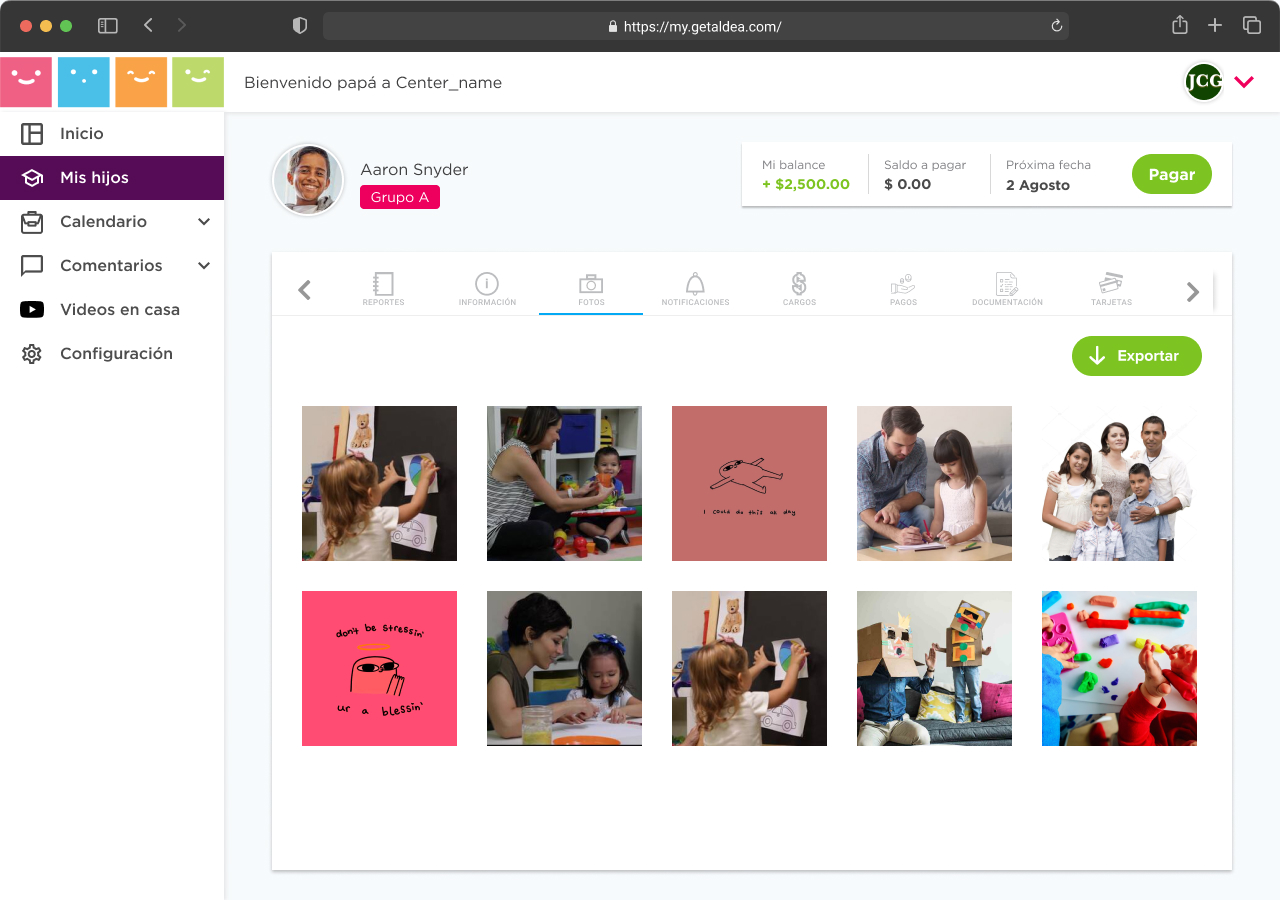 https://my.getaldea.com/
Bienvenido papá a Center_name
JCG
Inicio
Mis hijos
Calendario
Comentarios
Videos en casa
Configuración
Aaron Snyder
Grupo A
Mi balance
+ $2,500.00
Saldo a pagar
$ 0.00
Próxima fecha
2 Agosto
Pagar
REPORTES
INFORMACIÓN
FOTOS
NOTIFICACIONES
CARGOS
PAGOS
DOCUMENTACIÓN
TARJETAS
Exportar
I could do this all day
don't be stressin'
ur a blessin'